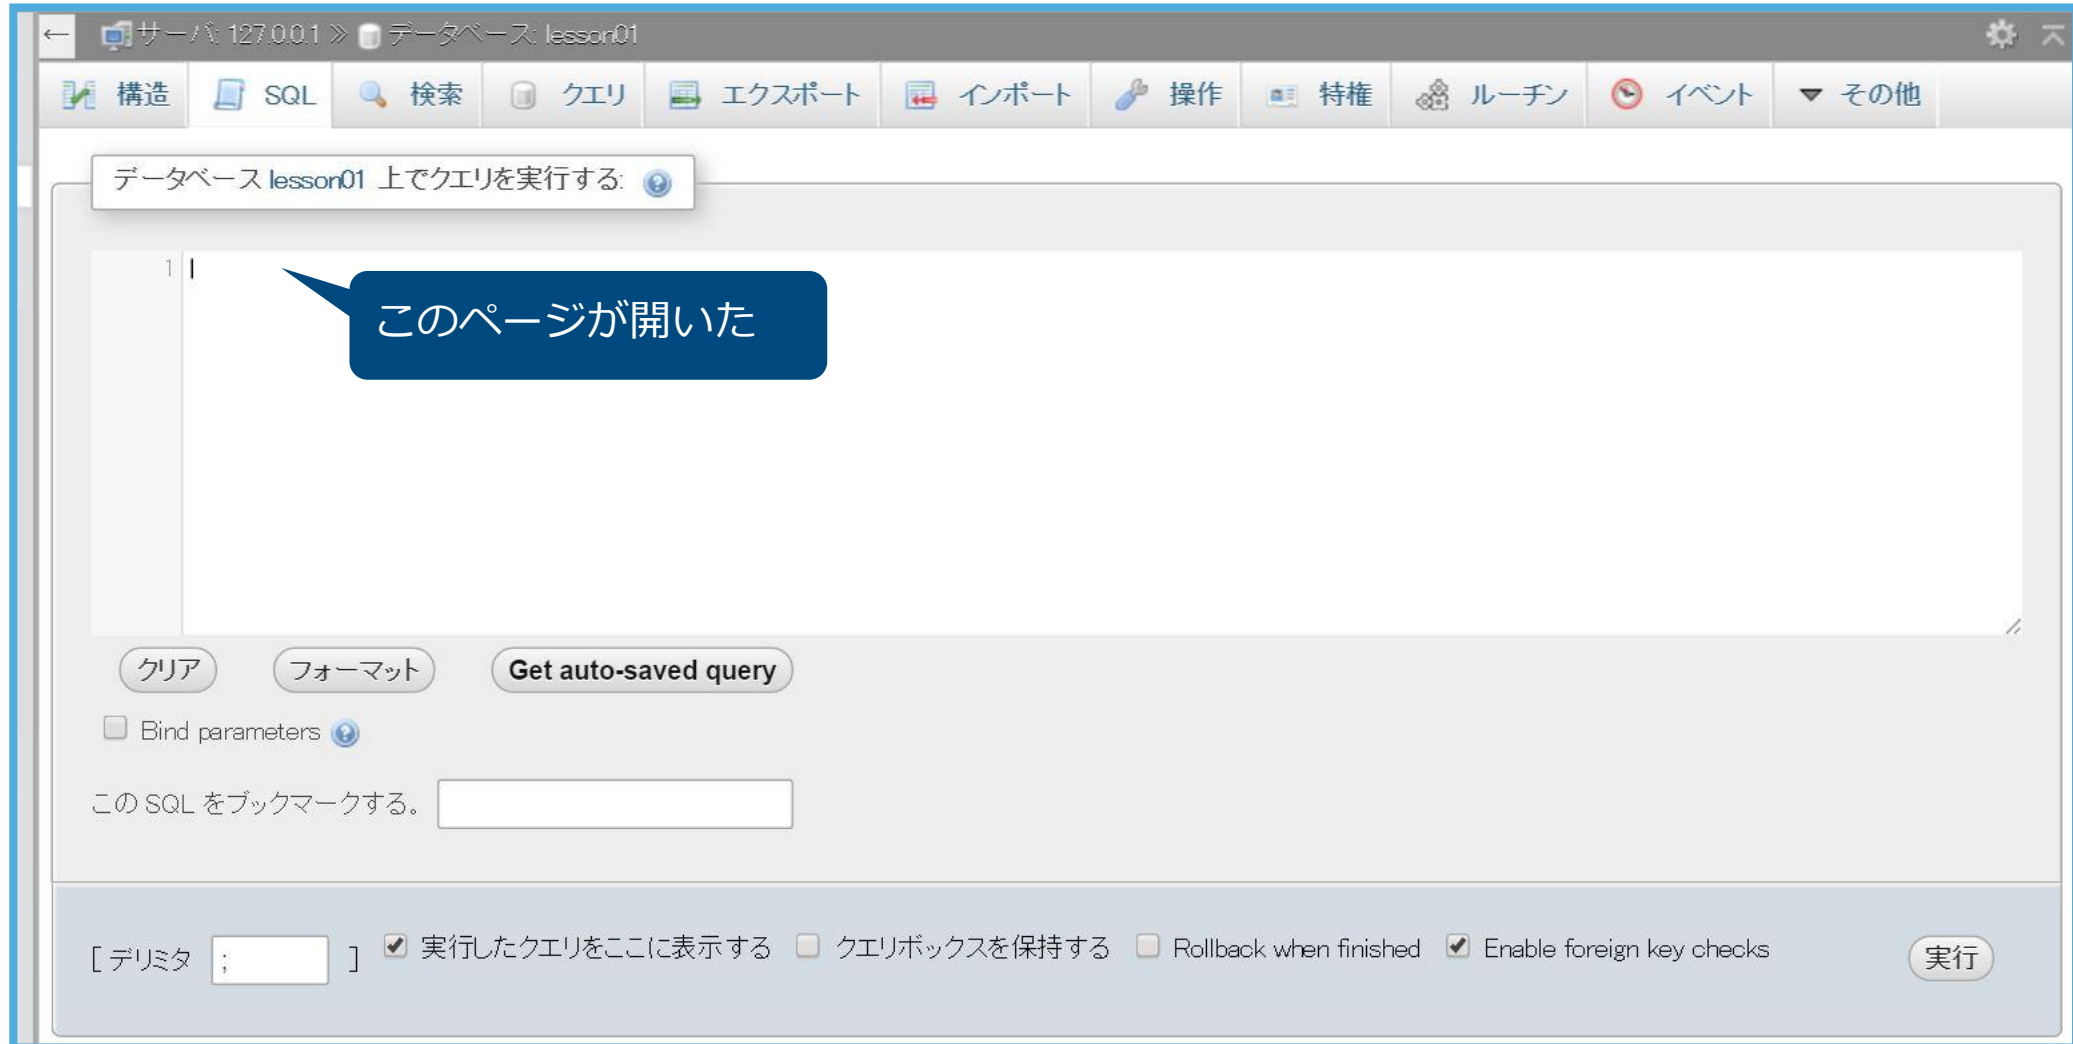 ← サーバ: 127.0.0.1 » データベース: lesson01
構造 SQL 検索 クエリ エクスポート インポート 操作 特権 ルーチン イベント ▼ その他
データベース lesson01 上でクエリを実行する:
1
このページが開いた
クリア フォーマット Get auto-saved query
Bind parameters
この SQL をブックマークする。
[ デリミタ ; ] 実行したクエリをここに表示する クエリボックスを保持する Rollback when finished Enable foreign key checks 実行